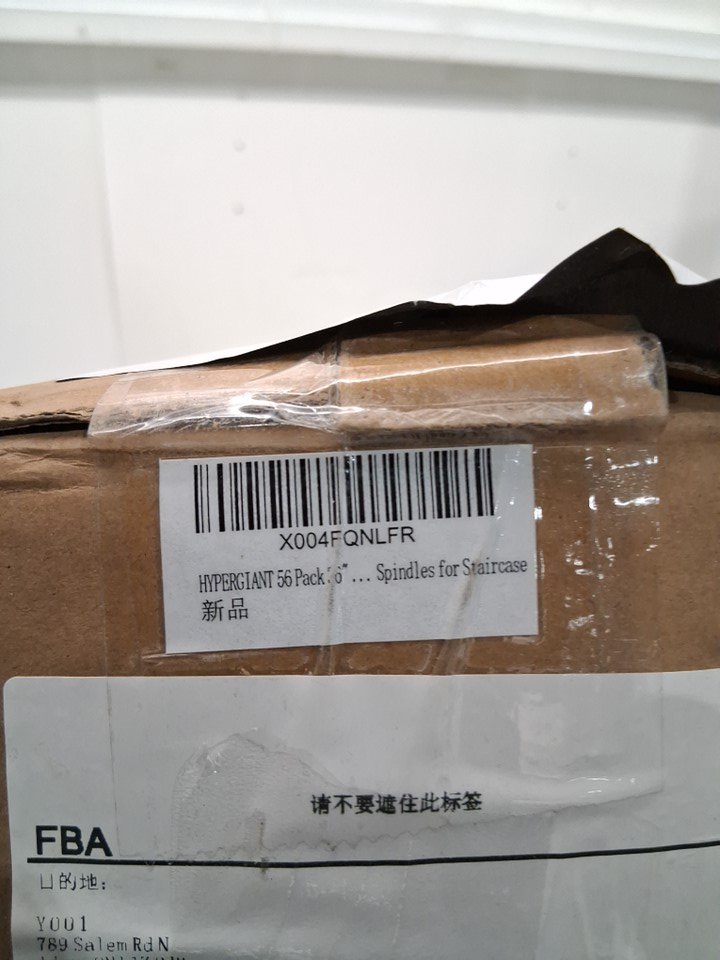 X004FQNLFR
HYPERGIANT 56 Pack 36" ... Spindles for Staircase
新品
请不要遮住此标签
FBA
目的地:
Y001
789 Salem Rd N